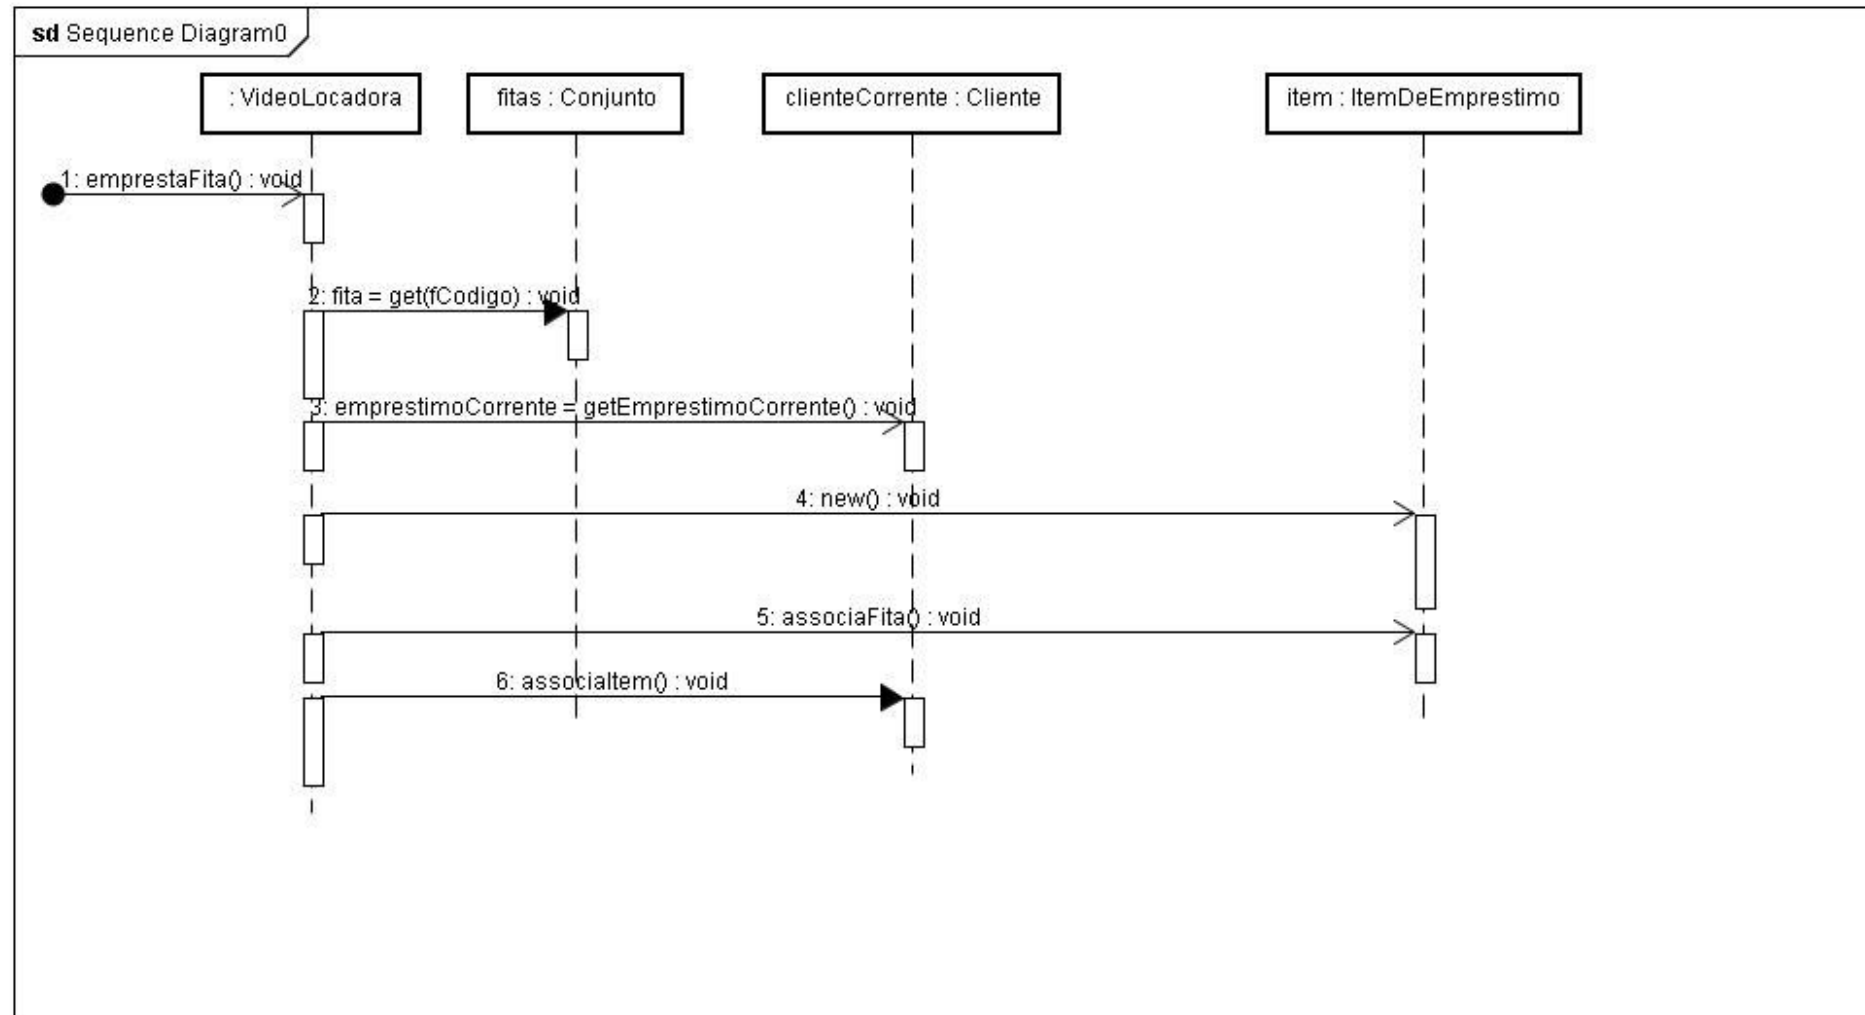 sd Sequence Diagram0
: VideoLocadora
fitas : Conjunto
clienteCorrente : Cliente
item : ItemDeEmprestimo
1: emprestaFita() : void
2: fita = get(fCodigo) : void
3: emprestimoCorrente = getEmprestimoCorrente() : void
4: new() : void
5: associaFita() : void
6: associaItem() : void